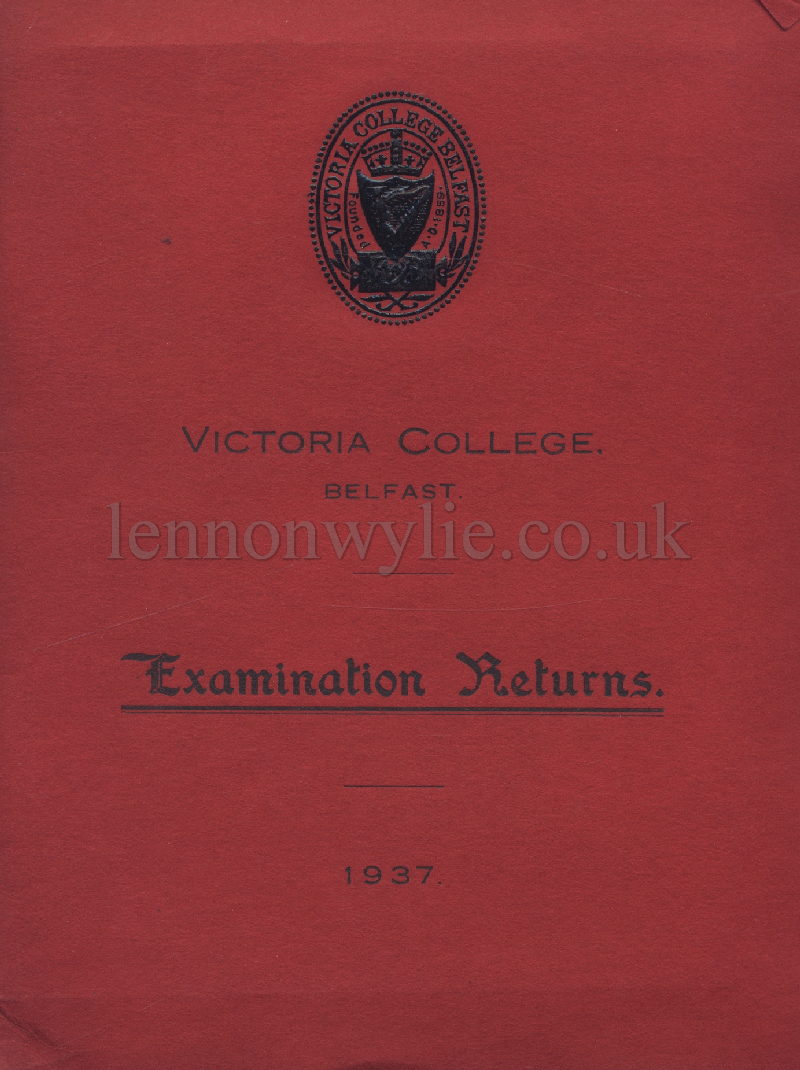 VICTORIA COLLEGE BELFAST
Founded A.D. 1859.
VICTORIA COLLEGE.
BELFAST.
lennonwylie.co.uk
Examination Returns.
1937.